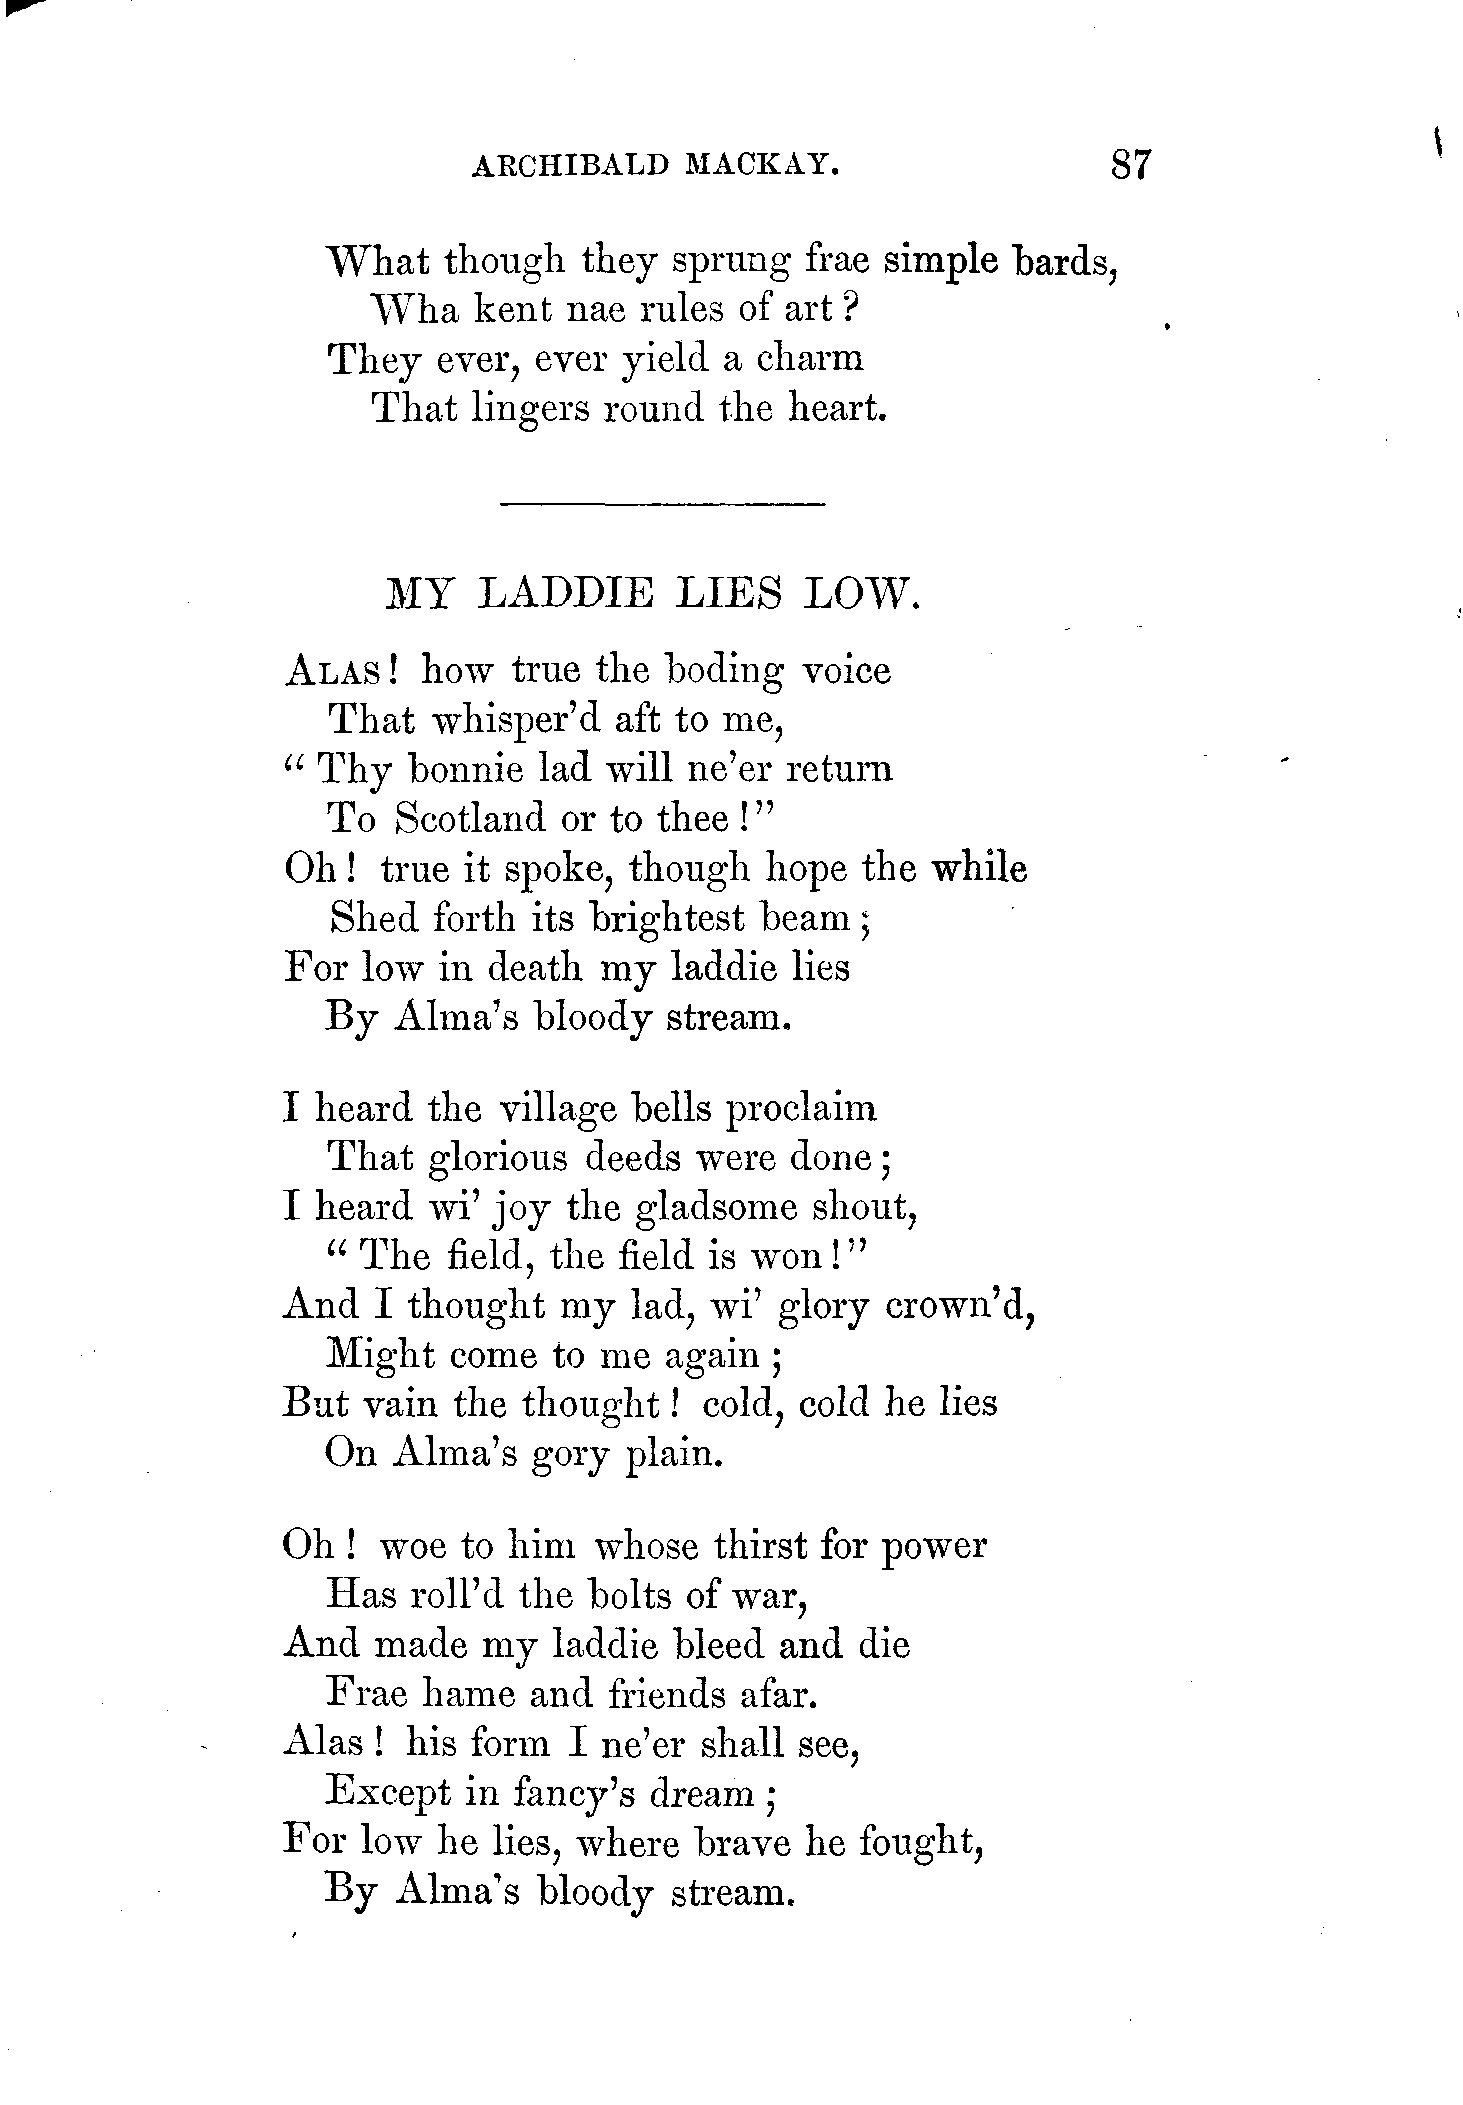 ARCHIBALD MACKAY. 87
What though they sprung frae simple bards,
Wha kent nae rules of art?
They ever, ever yield a charm
That lingers round the heart.
MY LADDIE LIES LOW.
ALAS! how true the boding voice
That whisper'd aft to me,
"Thy bonnie lad will ne'er return
To Scotland or to thee!"
Oh! true it spoke, though hope the while
Shed forth its brightest beam;
For low in death my laddie lies
By Alma's bloody stream.
I heard the village bells proclaim
That glorious deeds were done;
I heard wi' joy the gladsome shout,
"The field, the field is won!"
And I thought my lad, wi' glory crown'd,
Might come to me again;
But vain the thought! cold, cold he lies
On Alma's gory plain.
Oh! woe to him whose thirst for power
Has roll'd the bolts of war,
And made my laddie bleed and die
Frae hame and friends afar.
Alas! his form I ne'er shall see,
Except in fancy's dream;
For low he lies, where brave he fought,
By Alma's bloody stream.